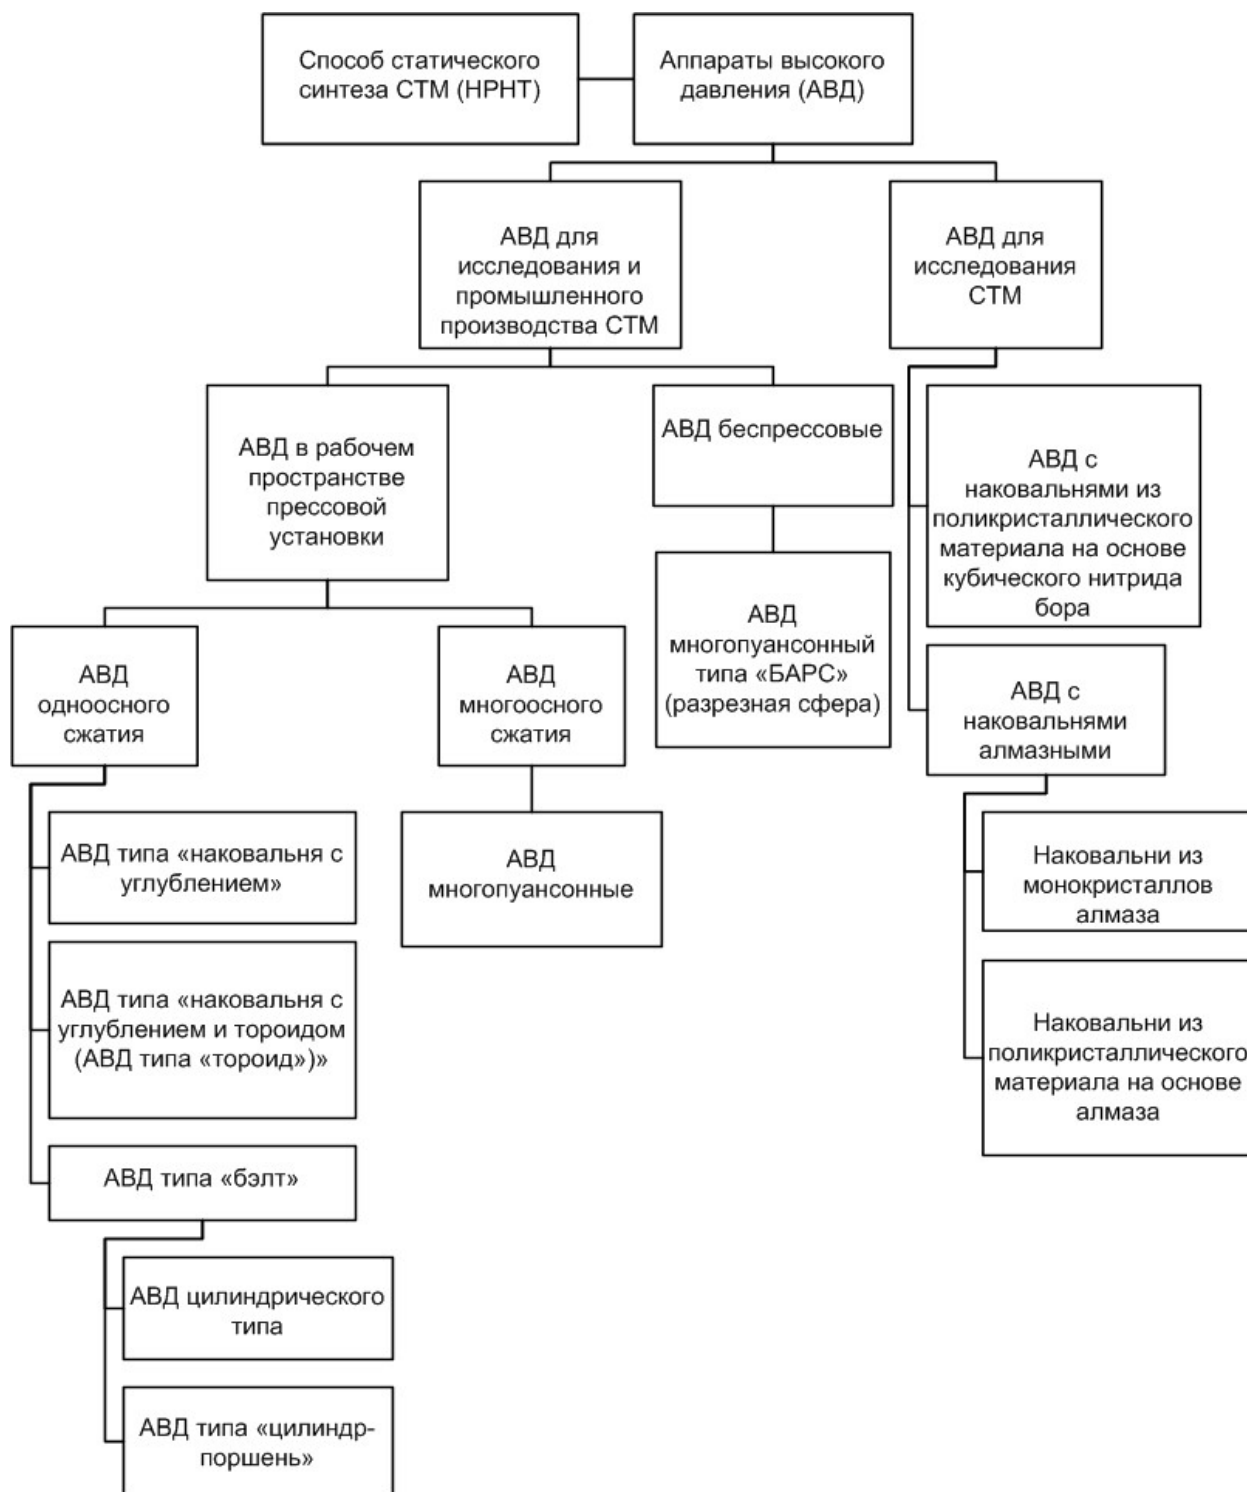 Способ статического
синтеза СТМ (НРНТ)
Аппараты высокого
давления (АВД)
АВД для
исследования и
промышленного
производства СТМ
АВД для
исследования
СТМ
АВД в рабочем
пространстве
прессовой
установки
АВД беспрессовые
АВД с
наковальнями из
поликристаллического
материала на основе
кубического нитрида
бора
АВД
одноосного
сжатия
АВД
многоосного
сжатия
АВД
многопуансонный
типа «БАРС»
(разрезная сфера)
АВД с
наковальнями
алмазными
АВД типа «наковальня с
углублением»
АВД
многопуансонные
Наковальни из
монокристаллов
алмаза
АВД типа «наковальня с
углублением и тороидом
(АВД типа «тороид»)»
Наковальни из
поликристаллического
материала на основе
алмаза
АВД типа «бэлт»
АВД цилиндрического
типа
АВД типа «цилиндр-
поршень»